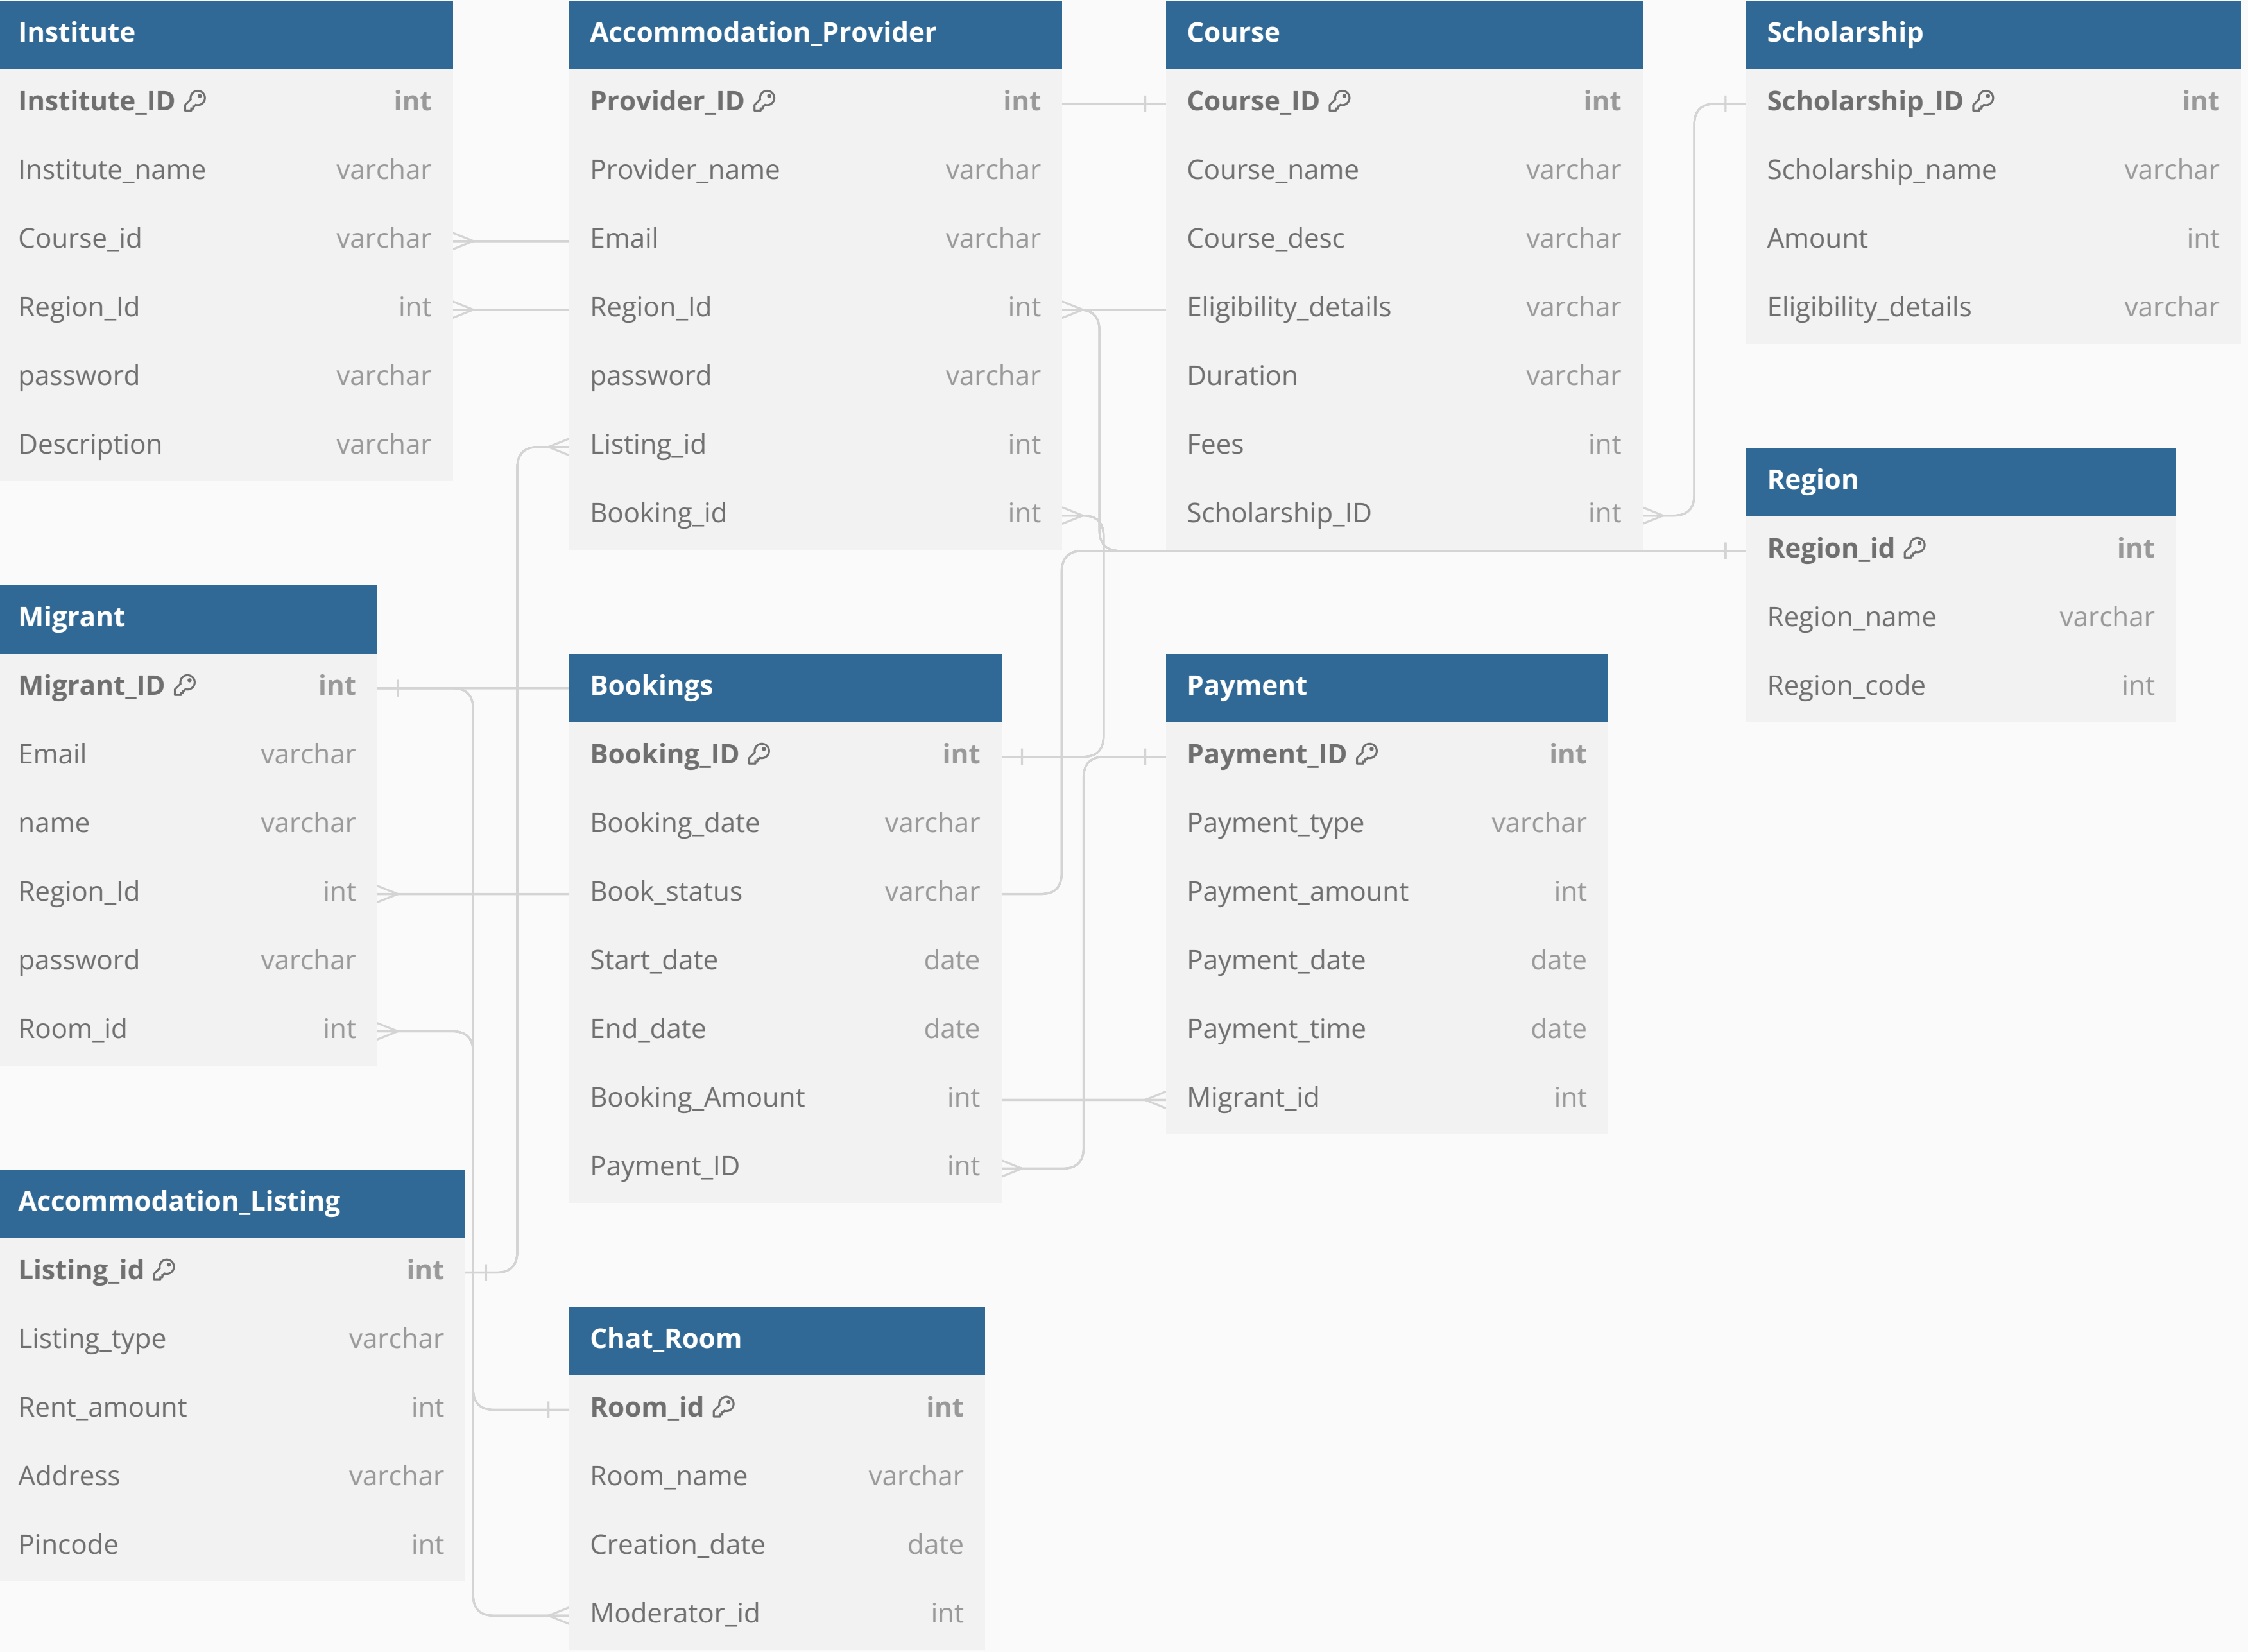 Institute
Institute_ID int
Institute_name varchar
Course_id varchar
Region_Id int
password varchar
Description varchar
Accommodation_Provider
Provider_ID int
Provider_name varchar
Email varchar
Region_Id int
password varchar
Listing_id int
Booking_id int
Course
Course_ID int
Course_name varchar
Course_desc varchar
Eligibility_details varchar
Duration varchar
Fees int
Scholarship_ID int
Scholarship
Scholarship_ID int
Scholarship_name varchar
Amount int
Eligibility_details varchar
Region
Region_id int
Region_name varchar
Region_code int
Migrant
Migrant_ID int
Email varchar
name varchar
Region_Id int
password varchar
Room_id int
Bookings
Booking_ID int
Booking_date varchar
Book_status varchar
Start_date date
End_date date
Booking_Amount int
Payment_ID int
Payment
Payment_ID int
Payment_type varchar
Payment_amount int
Payment_date date
Payment_time date
Migrant_id int
Accommodation_Listing
Listing_id int
Listing_type varchar
Rent_amount int
Address varchar
Pincode int
Chat_Room
Room_id int
Room_name varchar
Creation_date date
Moderator_id int